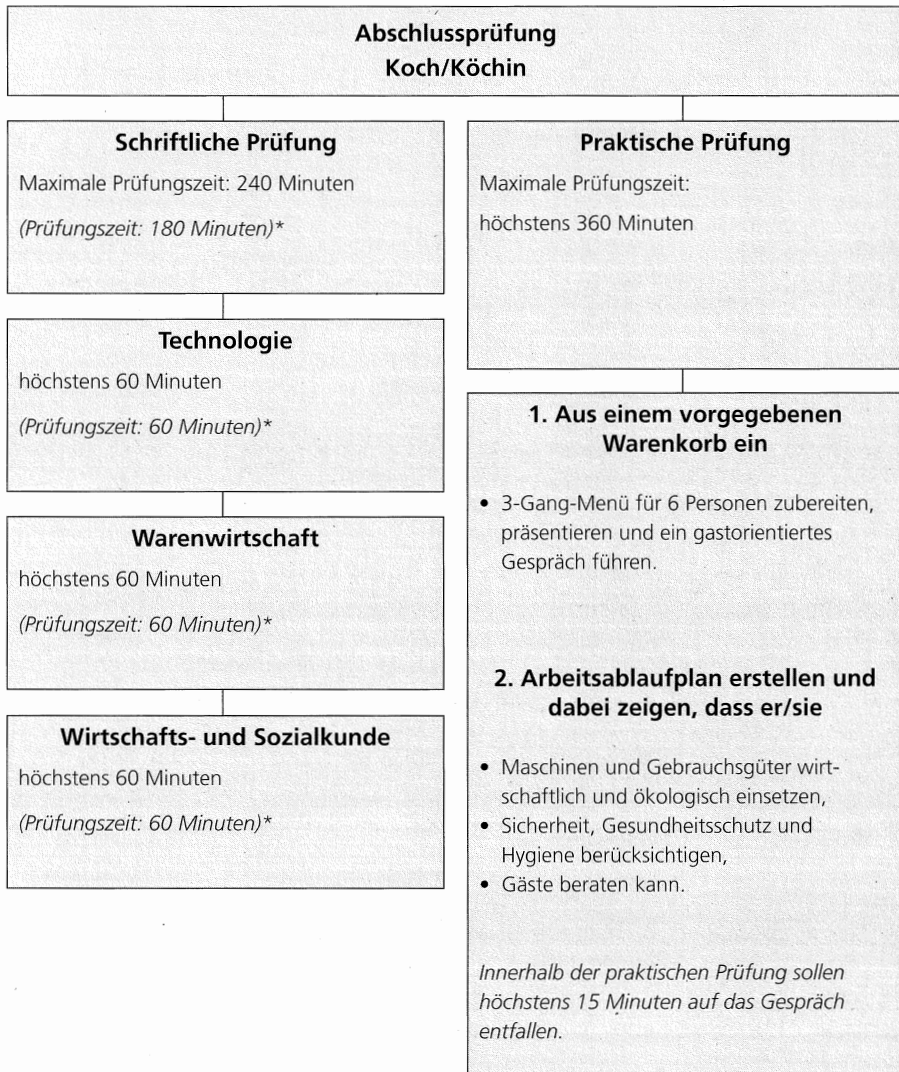 Abschlussprüfung
Koch/Köchin
Schriftliche Prüfung
Maximale Prüfungszeit: 240 Minuten
(Prüfungszeit: 180 Minuten)*
Technologie
höchstens 60 Minuten
(Prüfungszeit: 60 Minuten)*
Warenwirtschaft
höchstens 60 Minuten
(Prüfungszeit: 60 Minuten)*
Wirtschafts- und Sozialkunde
höchstens 60 Minuten
(Prüfungszeit: 60 Minuten)*
Praktische Prüfung
Maximale Prüfungszeit:
höchstens 360 Minuten
1. Aus einem vorgegebenen
Warenkorb ein
• 3-Gang-Menü für 6 Personen zubereiten,
präsentieren und ein gastorientiertes
Gespräch führen.
2. Arbeitsablaufplan erstellen und
dabei zeigen, dass er/sie
• Maschinen und Gebrauchsgüter wirt-
schaftlich und ökologisch einsetzen,
• Sicherheit, Gesundheitsschutz und
Hygiene berücksichtigen,
• Gäste beraten kann.
Innerhalb der praktischen Prüfung sollen
höchstens 15 Minuten auf das Gespräch
entfallen.